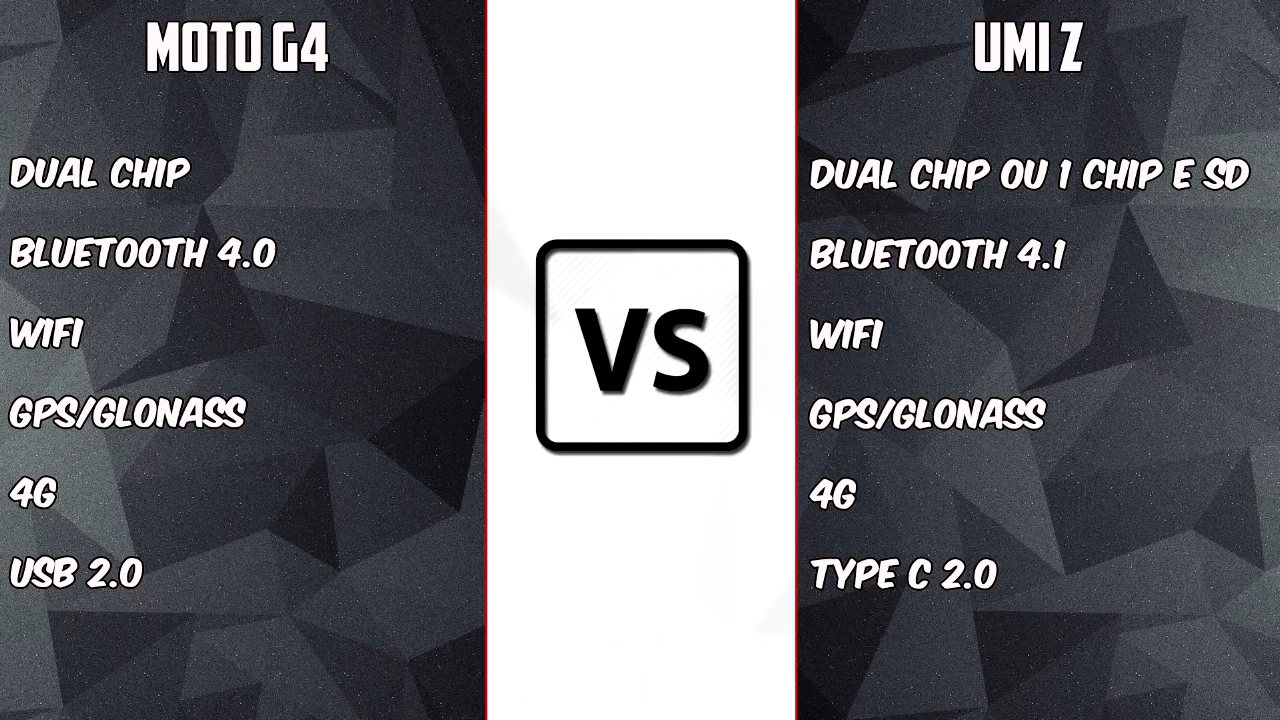 MOTO G4
DUAL CHIP
BLUETOOTH 4.0
WIFI
GPS/GLONASS
4G
USB 2.0
VS
UMI Z
DUAL CHIP OU 1 CHIP E SD
BLUETOOTH 4.1
WIFI
GPS/GLONASS
4G
TYPE C 2.0